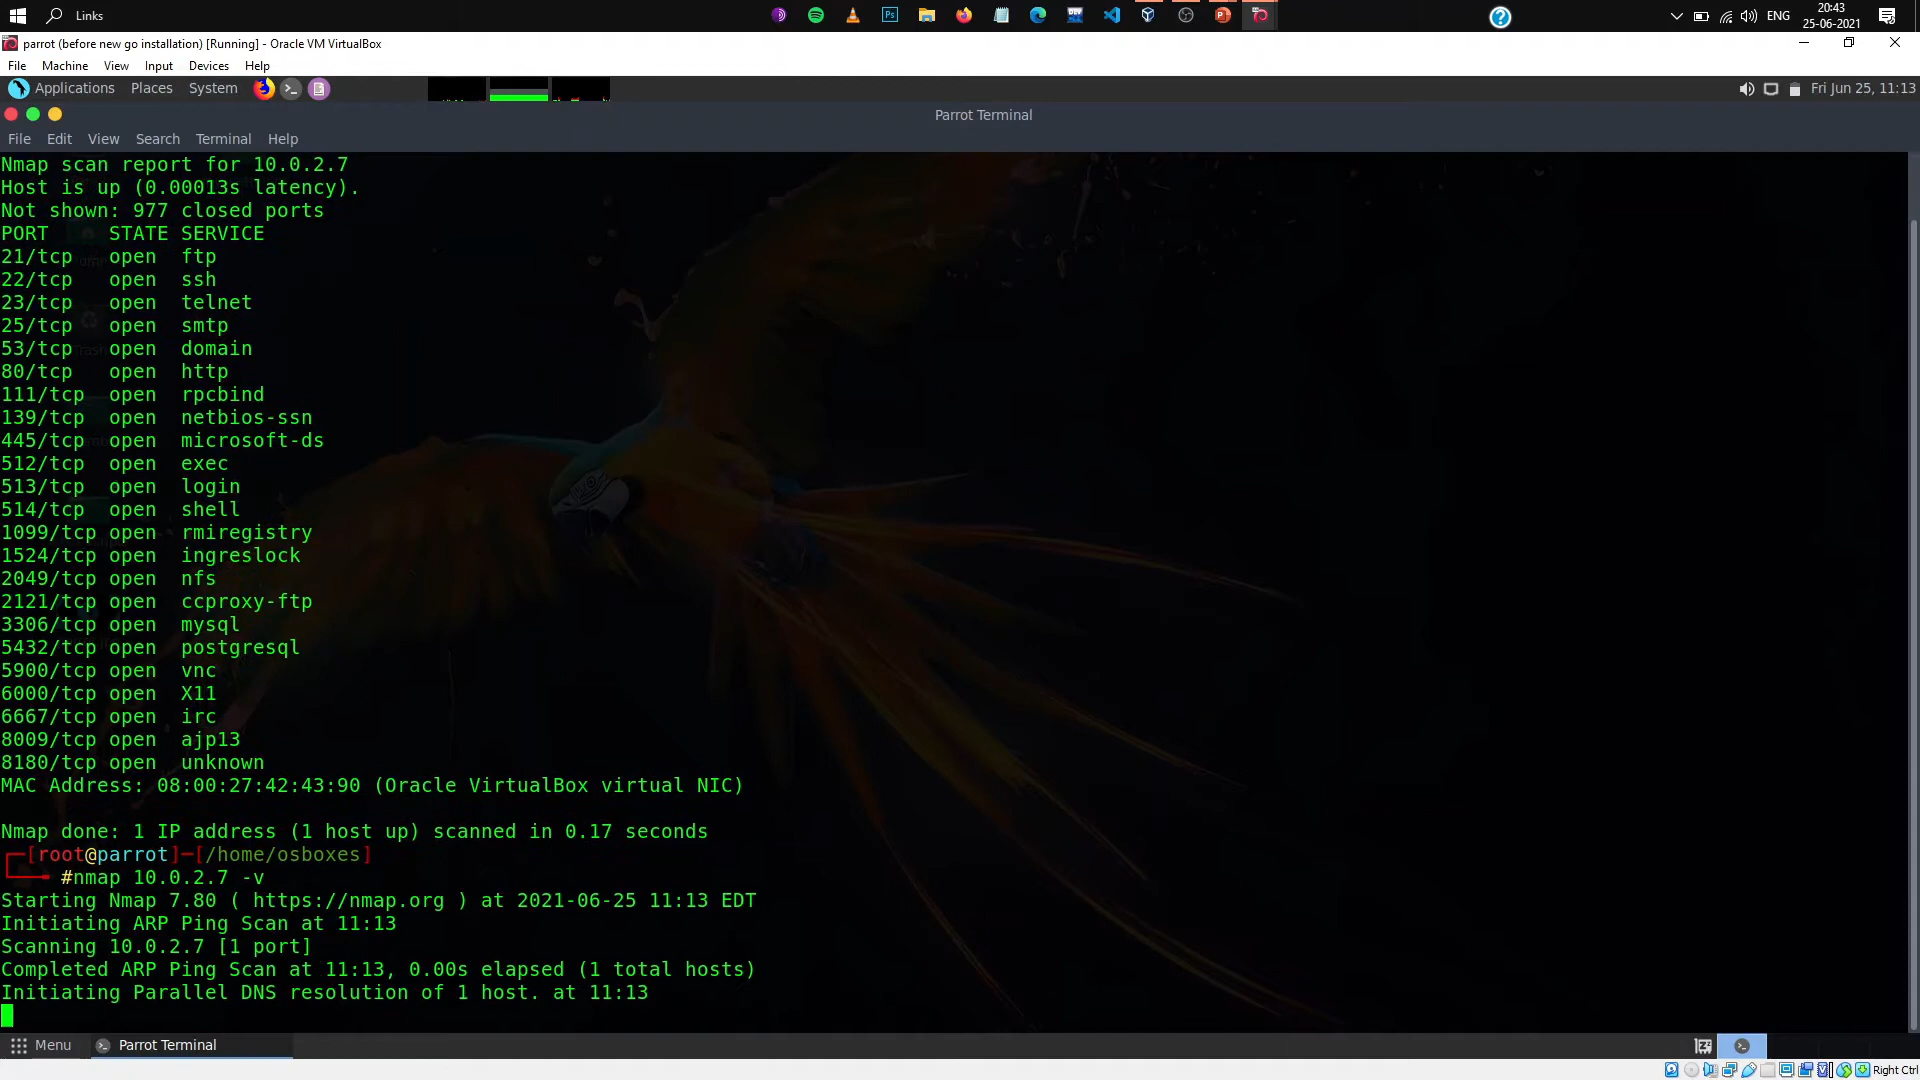 Links
ENG
20:43
25-06-2021
parrot (before new go installation) [Running] - Oracle VM VirtualBox
File Machine View Input Devices Help
Applications Places System
Fri Jun 25, 11:13
Parrot Terminal
File Edit View Search Terminal Help
Nmap scan report for 10.0.2.7
Host is up (0.00013s latency).
Not shown: 977 closed ports
PORT STATE SERVICE
21/tcp open ftp
22/tcp open ssh
23/tcp open telnet
25/tcp open smtp
53/tcp open domain
80/tcp open http
111/tcp open rpcbind
139/tcp open netbios-ssn
445/tcp open microsoft-ds
512/tcp open exec
513/tcp open login
514/tcp open shell
1099/tcp open rmiregistry
1524/tcp open ingreslock
2049/tcp open nfs
2121/tcp open ccproxy-ftp
3306/tcp open mysql
5432/tcp open postgresql
5900/tcp open vnc
6000/tcp open X11
6667/tcp open irc
8009/tcp open ajp13
8180/tcp open unknown
MAC Address: 08:00:27:42:43:90 (Oracle VirtualBox virtual NIC)
Nmap done: 1 IP address (1 host up) scanned in 0.17 seconds
┌─[root@parrot]─[/home/osboxes]
└──╼ #nmap 10.0.2.7 -v
Starting Nmap 7.80 ( https://nmap.org ) at 2021-06-25 11:13 EDT
Initiating ARP Ping Scan at 11:13
Scanning 10.0.2.7 [1 port]
Completed ARP Ping Scan at 11:13, 0.00s elapsed (1 total hosts)
Initiating Parallel DNS resolution of 1 host. at 11:13
Menu Parrot Terminal
Right Ctrl